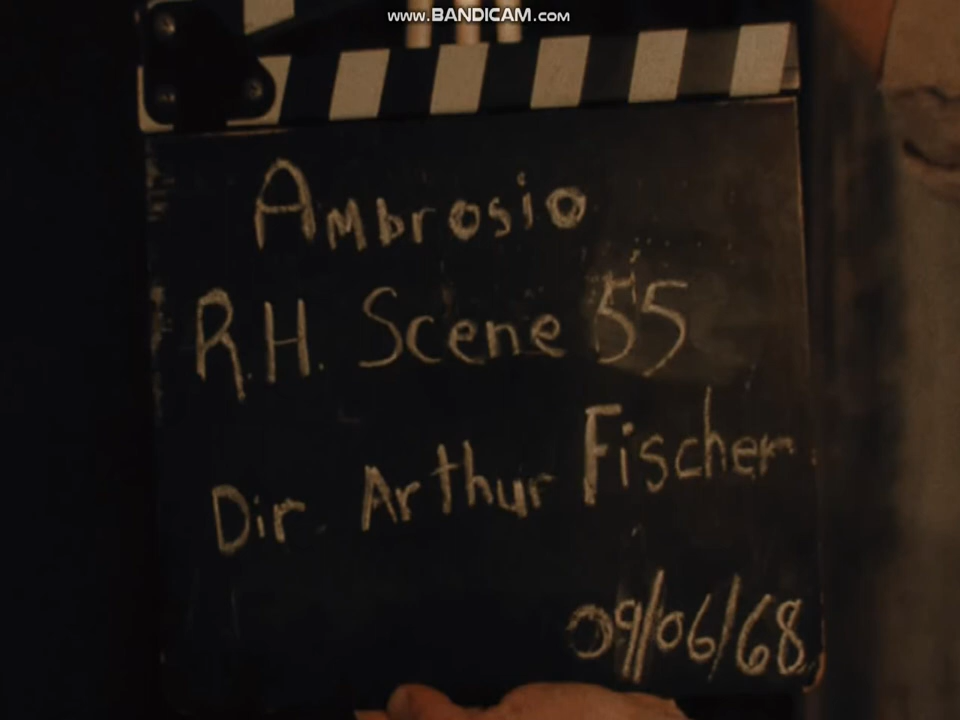 www.BANDICAM.com
Ambrosio
R.H. Scene 55
Dir. Arthur Fischer
09/06/68